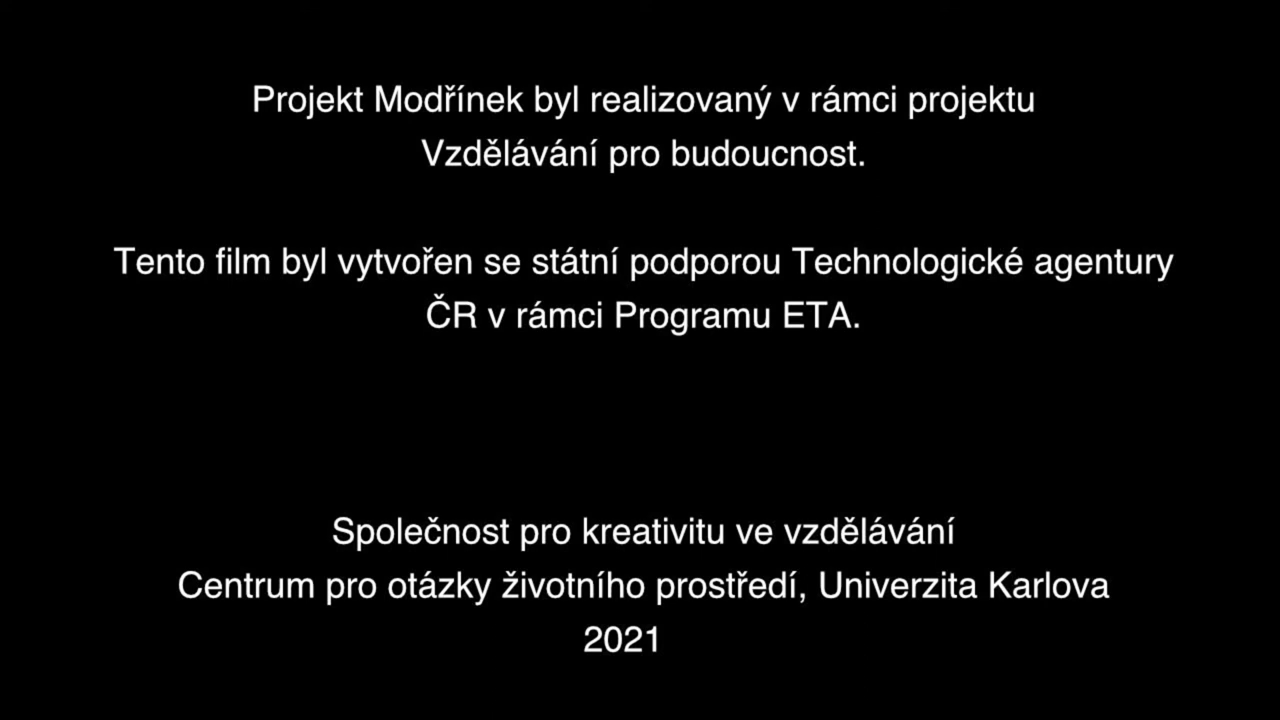 Projekt Modřínek byl realizovaný v rámci projektu
Vzdělávání pro budoucnost.
Tento film byl vytvořen se státní podporou Technologické agentury
ČR v rámci Programu ETA.
Společnost pro kreativitu ve vzdělávání
Centrum pro otázky životního prostředí, Univerzita Karlova
2021